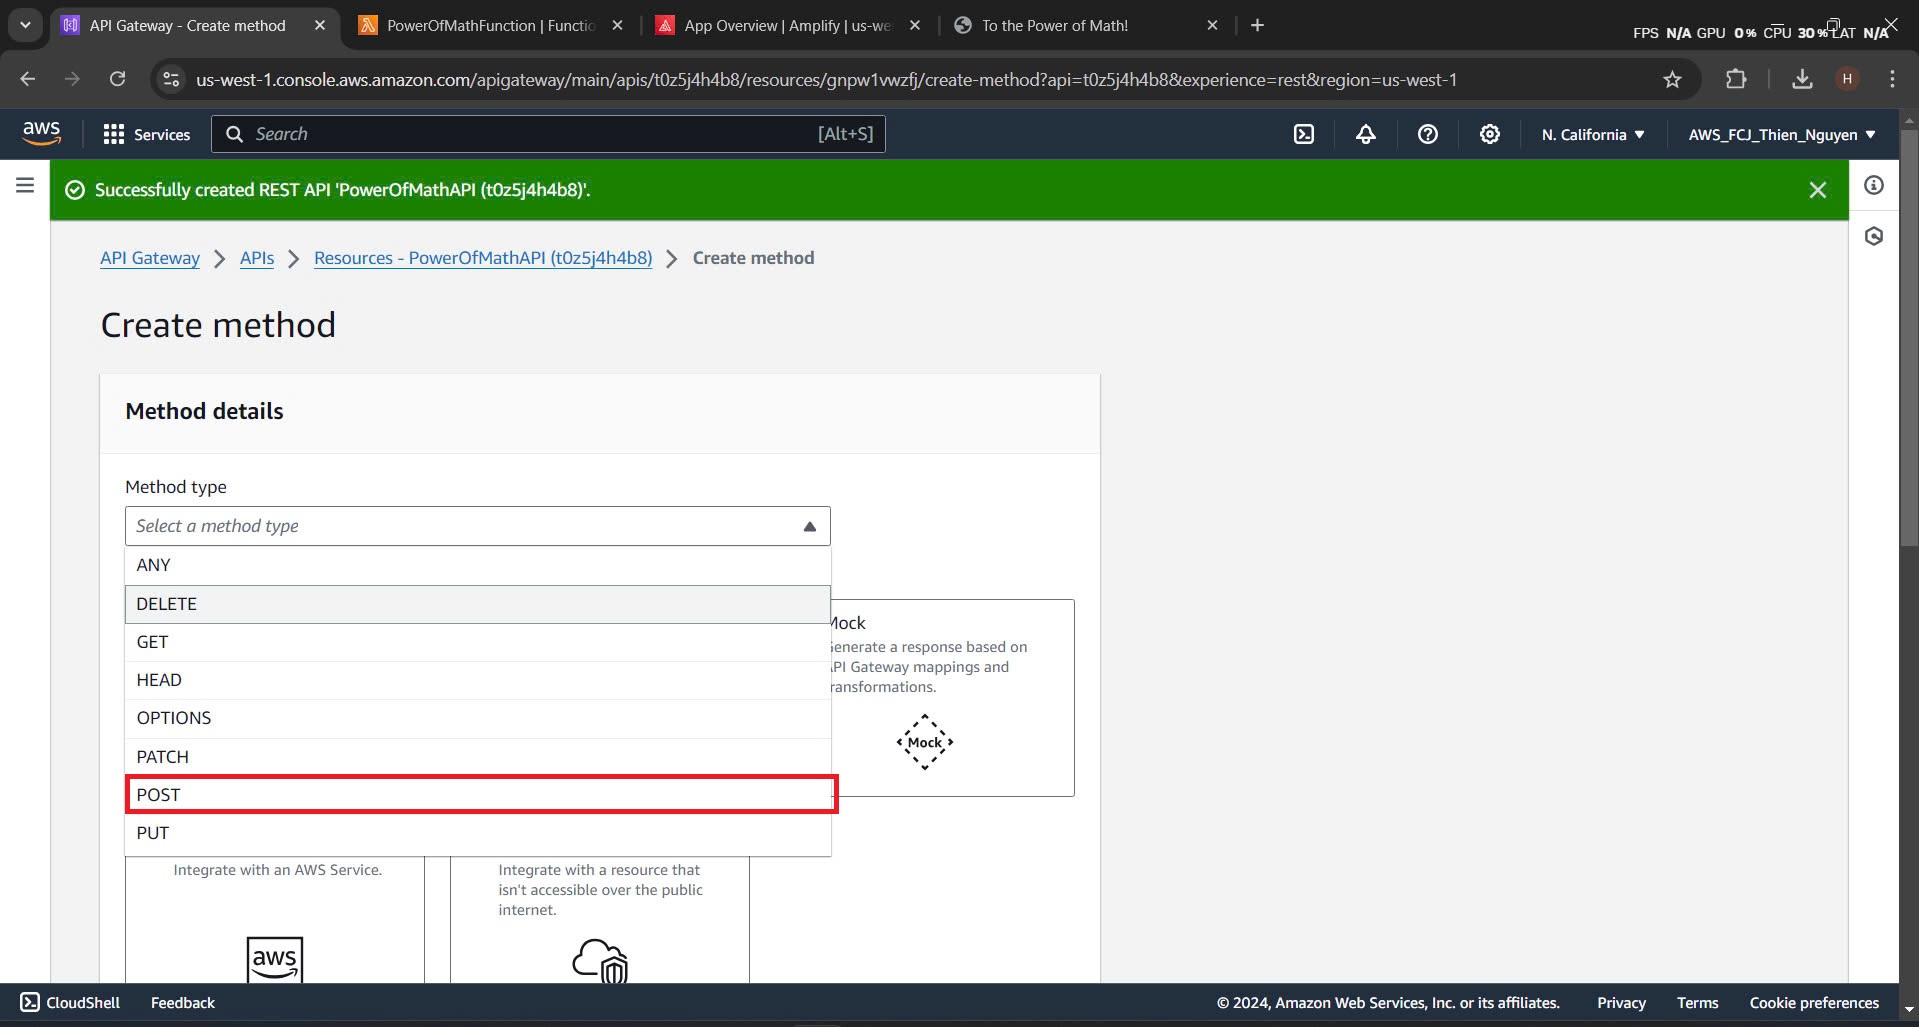 API Gateway - Create method
PowerOfMathFunction | Functio
App Overview | Amplify | us-we
To the Power of Math!
FPS N/A GPU 0% CPU 30% LAT N/A
us-west-1.console.aws.amazon.com/apigateway/main/apis/t0z5j4h4b8/resources/gnpw1vwzfj/create-method?api=t0z5j4h4b8&experience=rest&region=us-west-1
H
aws
Services
Search
[Alt+S]
N. California
AWS_FCJ_Thien_Nguyen
Successfully created REST API 'PowerOfMathAPI (t0z5j4h4b8)'.
API Gateway
APIs
Resources - PowerOfMathAPI (t0z5j4h4b8)
Create method
Create method
Method details
Method type
Select a method type
ANY
DELETE
GET
HEAD
OPTIONS
PATCH
POST
PUT
Mock
Generate a response based on
API Gateway mappings and
transformations.
Mock
Integrate with an AWS Service.
aws
Integrate with a resource that
isn't accessible over the public
internet.
CloudShell
Feedback
© 2024, Amazon Web Services, Inc. or its affiliates.
Privacy
Terms
Cookie preferences